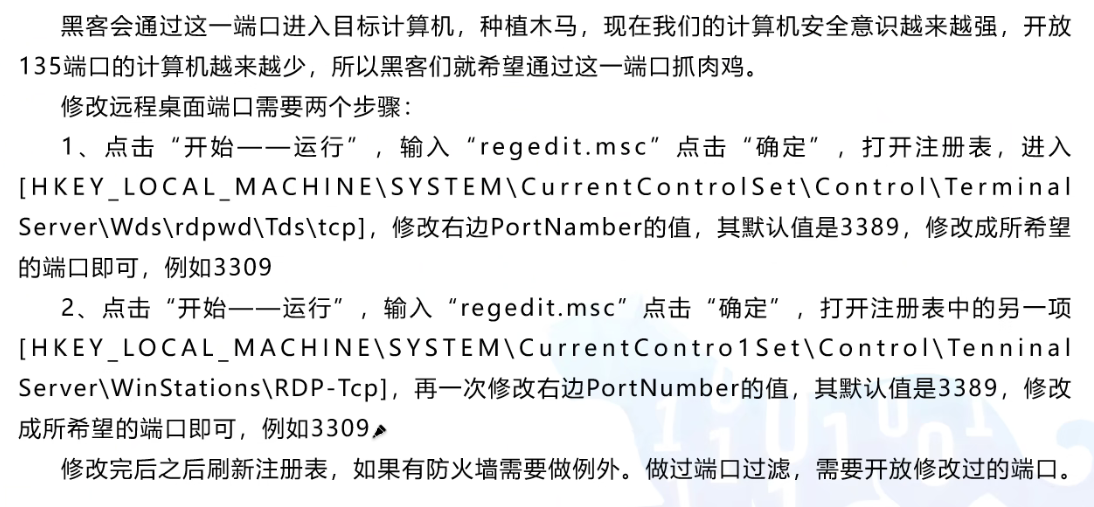 黑客会通过这一端口进入目标计算机，种植木马，现在我们的计算机安全意识越来越强，开放
135端口的计算机越来越少，所以黑客们就希望通过这一端口抓肉鸡。
修改远程桌面端口需要两个步骤：
1、点击“开始——运行”，输入“regedit.msc”点击“确定”，打开注册表，进入
[HKEY_LOCAL_MACHINE\SYSTEM\CurrentControlSet\Control\Terminal
Server\Wds\rdpwd\Tds\tcp]，修改右边PortNamber的值，其默认值是3389，修改成所希望
的端口即可，例如3309
2、点击“开始——运行”，输入“regedit.msc”点击“确定”，打开注册表中的另一项
[HKEY_LOCAL_MACHINE\SYSTEM\CurrentContro1Set\Control\Tenninal
Server\WinStations\RDP-Tcp]，再一次修改右边PortNumber的值，其默认值是3389，修改
成所希望的端口即可，例如3309
修改完后之后刷新注册表，如果有防火墙需要做例外。做过端口过滤，需要开放修改过的端口。